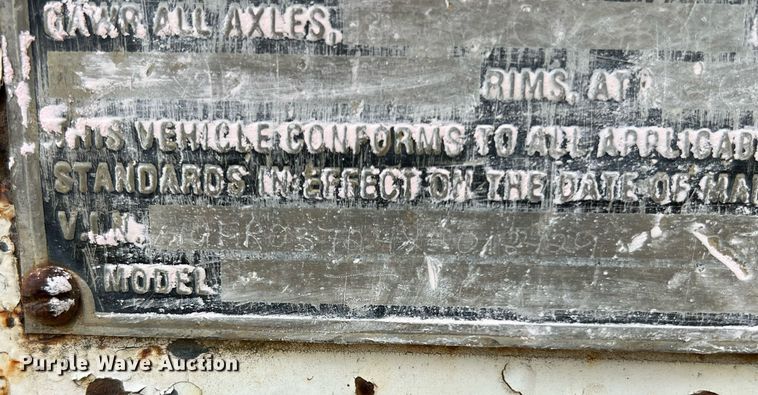 GAWR ALL AXLES,
RIMS, AT
THIS VEHICLE CONFORMS TO ALL APPLICAB
STANDARDS IN EFFECT ON THE DATE OF MA
V.I.N.
MODEL
Purple Wave Auction